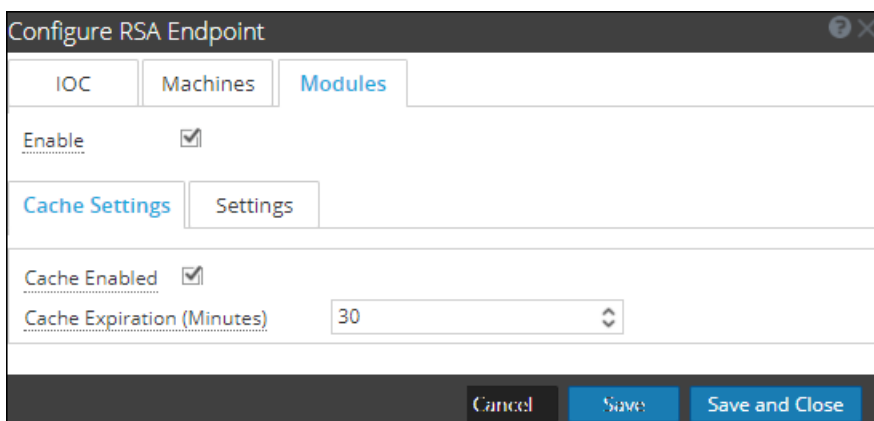 Configure RSA Endpoint
IOC Machines Modules
Enable
Cache Settings Settings
Cache Enabled
Cache Expiration (Minutes) 30
Cancel Save Save and Close